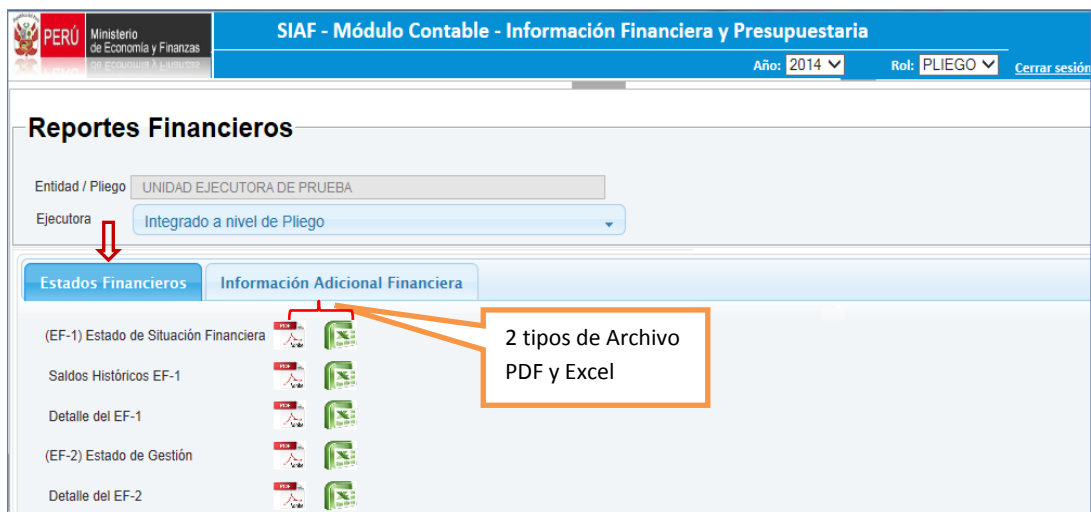 PERÚ
Ministerio
de Economía y Finanzas
SIAF - Módulo Contable - Información Financiera y Presupuestaria
Año: 2014 Rol: PLIEGO Cerrar sesión
Reportes Financieros
Entidad / Pliego UNIDAD EJECUTORA DE PRUEBA
Ejecutora Integrado a nivel de Pliego
Estados Financieros Información Adicional Financiera
(EF-1) Estado de Situación Financiera
2 tipos de Archivo
PDF y Excel
Saldos Históricos EF-1
Detalle del EF-1
(EF-2) Estado de Gestión
Detalle del EF-2